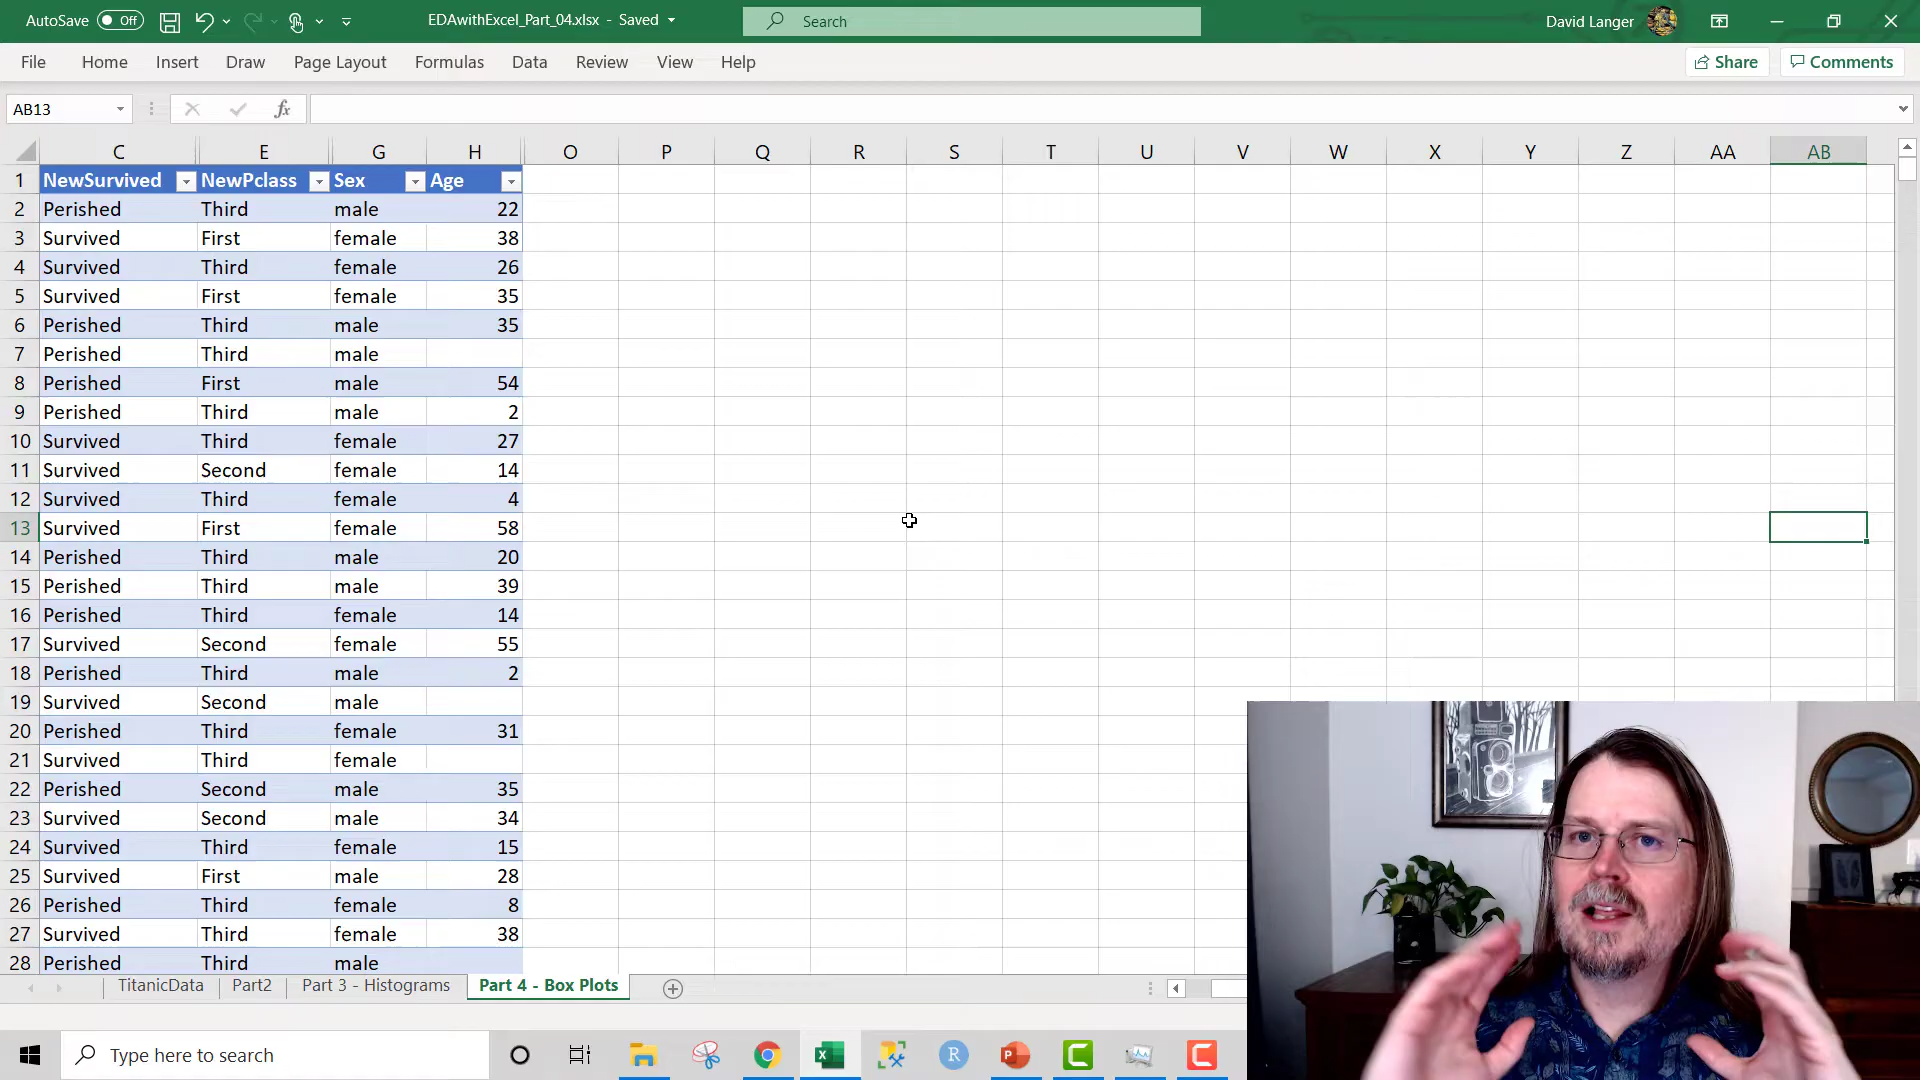 AutoSave Off EDAwithExcel_Part_04.xlsx - Saved Search David Langer
File Home Insert Draw Page Layout Formulas Data Review View Help Share Comments
AB13 fx
C E G H O P Q R S T U V W X Y Z AA AB
1 NewSurvived NewPclass Sex Age
2 Perished Third male 22
3 Survived First female 38
4 Survived Third female 26
5 Survived First female 35
6 Perished Third male 35
7 Perished Third male
8 Perished First male 54
9 Perished Third male 2
10 Survived Third female 27
11 Survived Second female 14
12 Survived Third female 4
13 Survived First female 58
14 Perished Third male 20
15 Perished Third male 39
16 Perished Third female 14
17 Survived Second female 55
18 Perished Third male 2
19 Survived Second male
20 Perished Third female 31
21 Survived Third female
22 Perished Second male 35
23 Survived Second male 34
24 Survived Third female 15
25 Survived First male 28
26 Perished Third female 8
27 Survived Third female 38
28 Perished Third male
TitanicData Part2 Part 3 - Histograms Part 4 - Box Plots
Type here to search